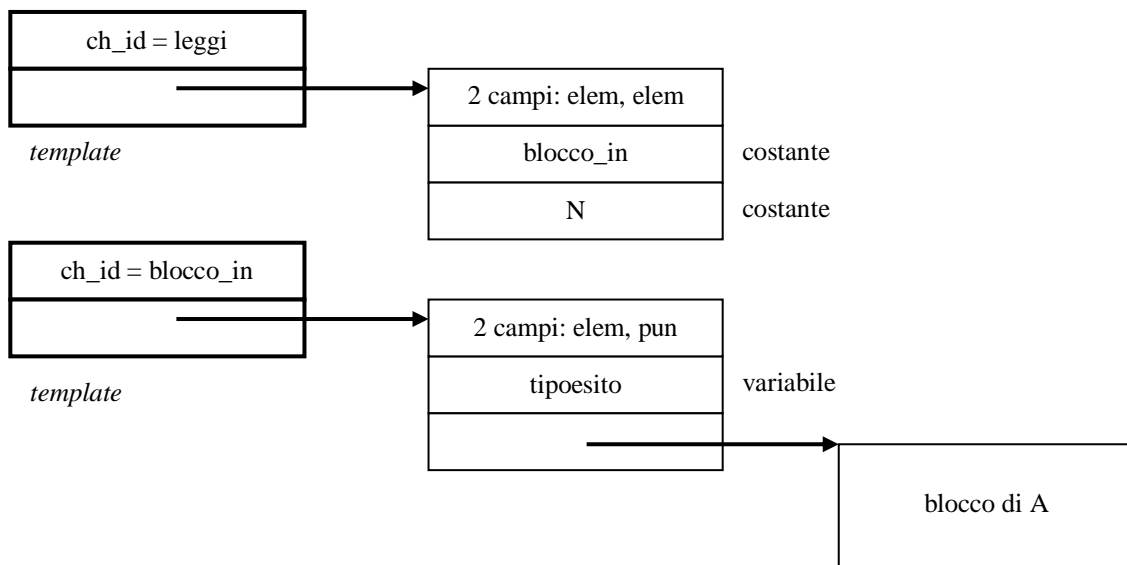 ch_id = leggi
2 campi: elem, elem
template
blocco_in
costante
N
costante
ch_id = blocco_in
2 campi: elem, pun
template
tipoesito
variabile
blocco di A